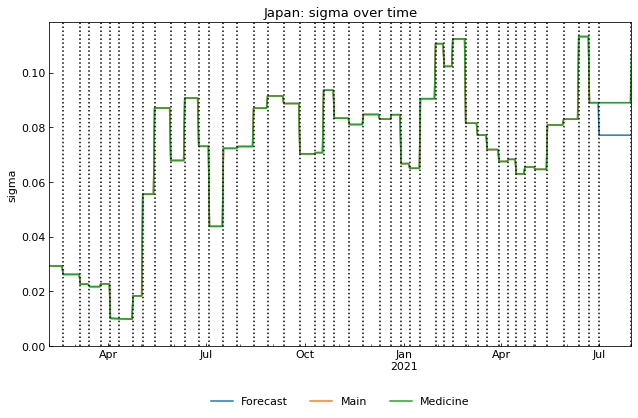 Japan: sigma over time
sigma
0.10
0.08
0.06
0.04
0.02
0.00
Apr Jul Oct Jan Apr Jul
2021
Forecast Main Medicine